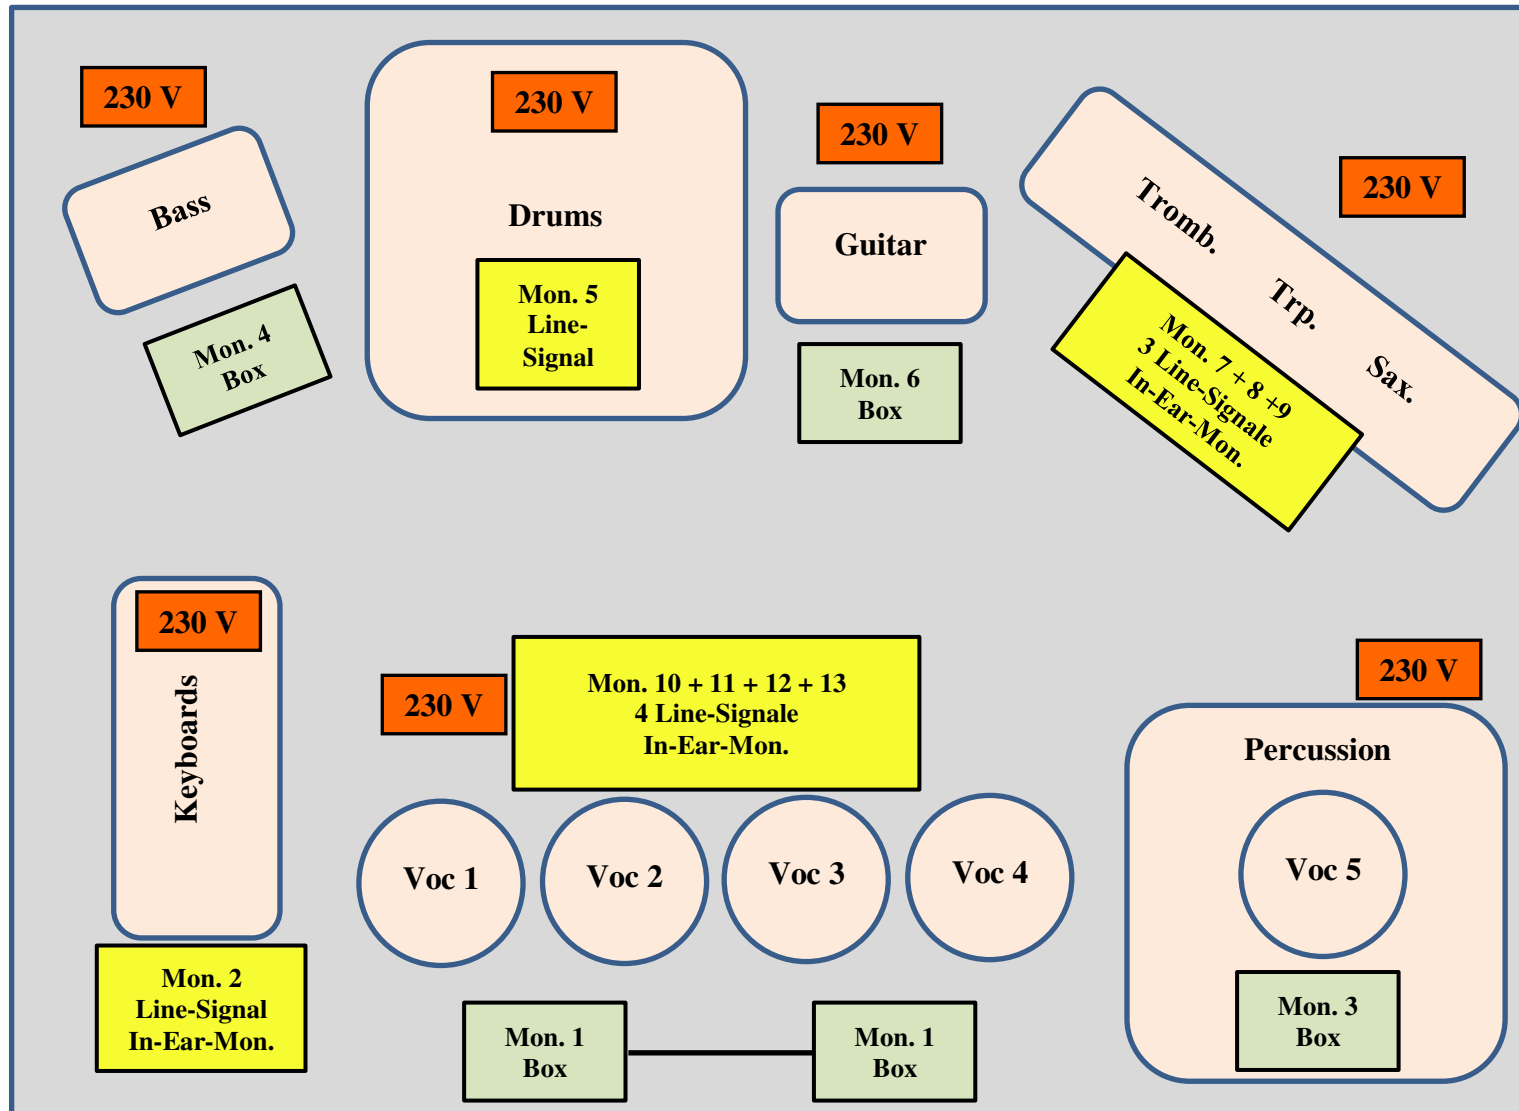 230 V
Bass
Mon. 4
Box
230 V
Drums
Mon. 5
Line-
Signal
230 V
Guitar
Mon. 6
Box
230 V
Tromb.
Trp.
Sax.
Mon. 7 + 8 +9
3 Line-Signale
In-Ear-Mon.
230 V
Keyboards
Mon. 2
Line-Signal
In-Ear-Mon.
230 V
Mon. 10 + 11 + 12 + 13
4 Line-Signale
In-Ear-Mon.
Voc 1
Voc 2
Voc 3
Voc 4
Mon. 1
Box
Mon. 1
Box
230 V
Percussion
Voc 5
Mon. 3
Box